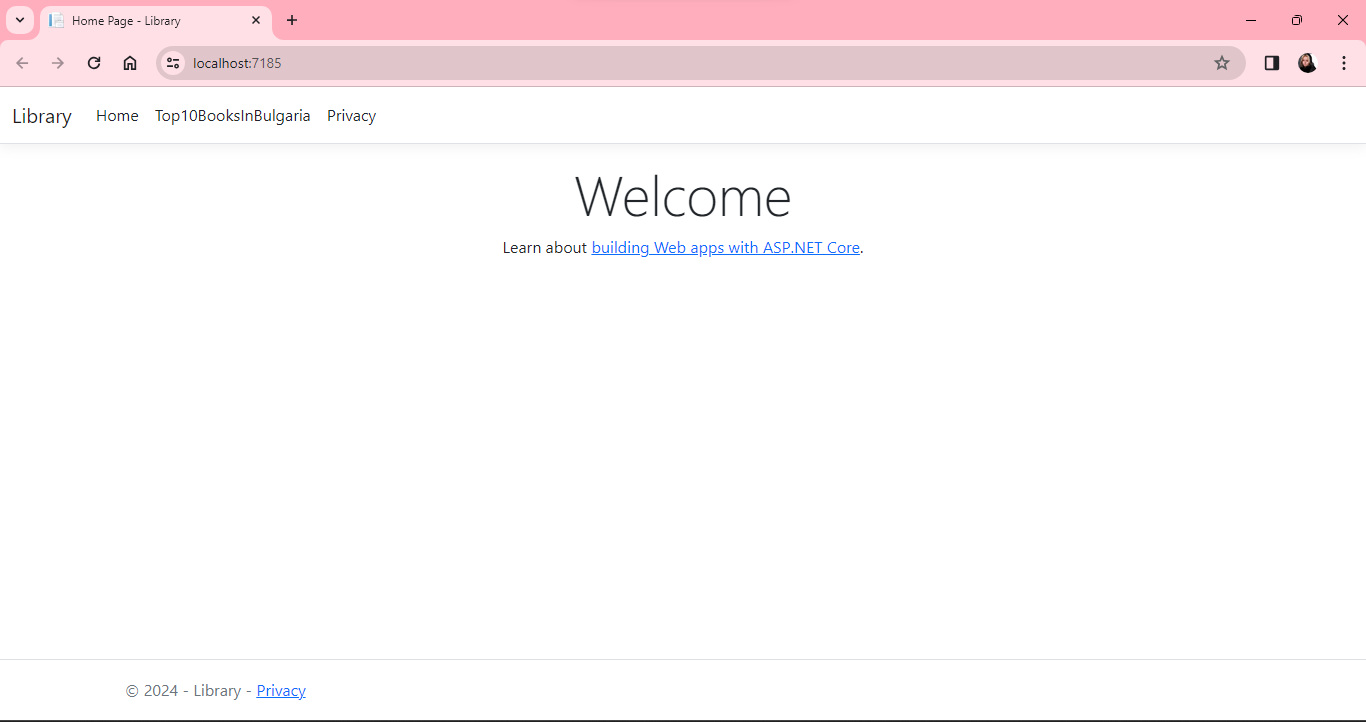 Home Page - Library
localhost:7185
Library Home Top10BooksInBulgaria Privacy
Welcome
Learn about building Web apps with ASP.NET Core.
© 2024 - Library - Privacy